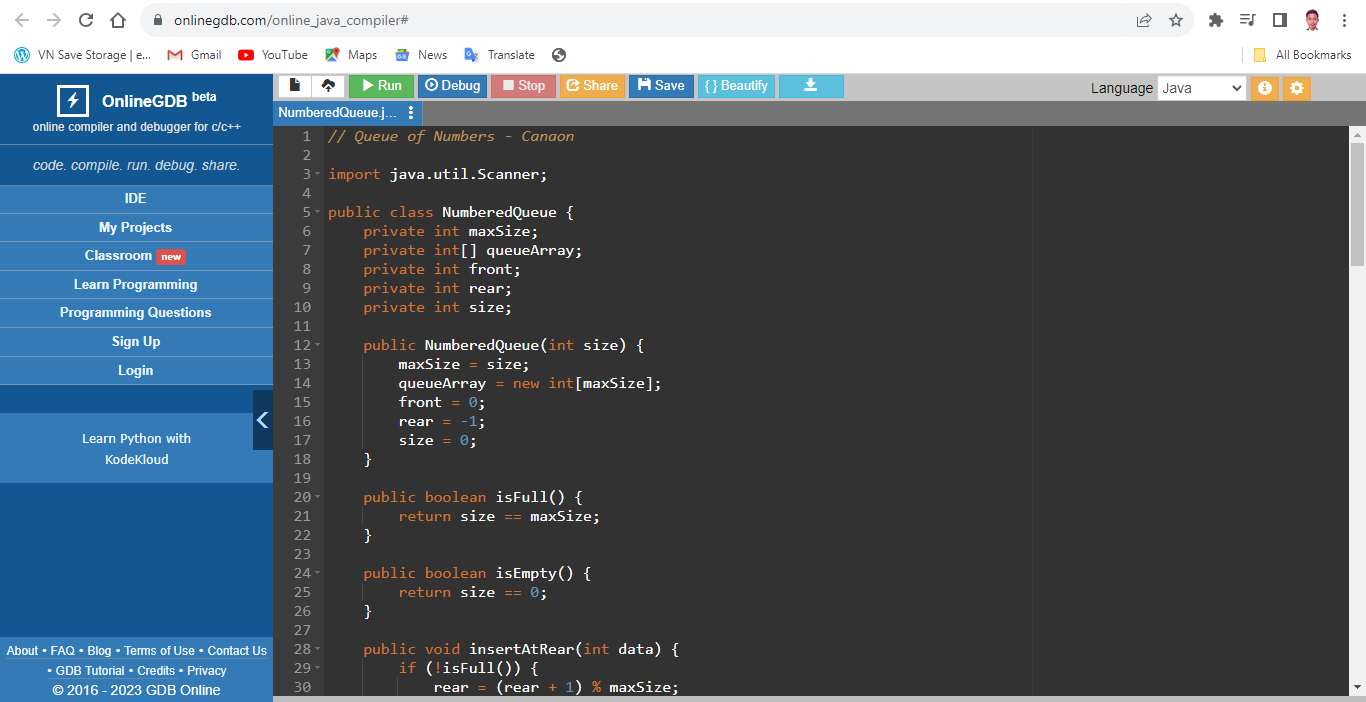 onlinegdb.com/online_java_compiler#
VN Save Storage | e...
Gmail
YouTube
Maps
News
Translate
All Bookmarks
OnlineGDB beta
online compiler and debugger for c/c++
code. compile. run. debug. share.
IDE
My Projects
Classroom new
Learn Programming
Programming Questions
Sign Up
Login
Learn Python with
KodeKloud
About • FAQ • Blog • Terms of Use • Contact Us
• GDB Tutorial • Credits • Privacy
© 2016 - 2023 GDB Online
Run
Debug
Stop
Share
Save
{ } Beautify
Language Java
NumberedQueue.j...
1 // Queue of Numbers - Canaon
2
3 import java.util.Scanner;
4
5 public class NumberedQueue {
6     private int maxSize;
7     private int[] queueArray;
8     private int front;
9     private int rear;
10     private int size;
11
12     public NumberedQueue(int size) {
13         maxSize = size;
14         queueArray = new int[maxSize];
15         front = 0;
16         rear = -1;
17         size = 0;
18     }
19
20     public boolean isFull() {
21         return size == maxSize;
22     }
23
24     public boolean isEmpty() {
25         return size == 0;
26     }
27
28     public void insertAtRear(int data) {
29         if (!isFull()) {
30             rear = (rear + 1) % maxSize;